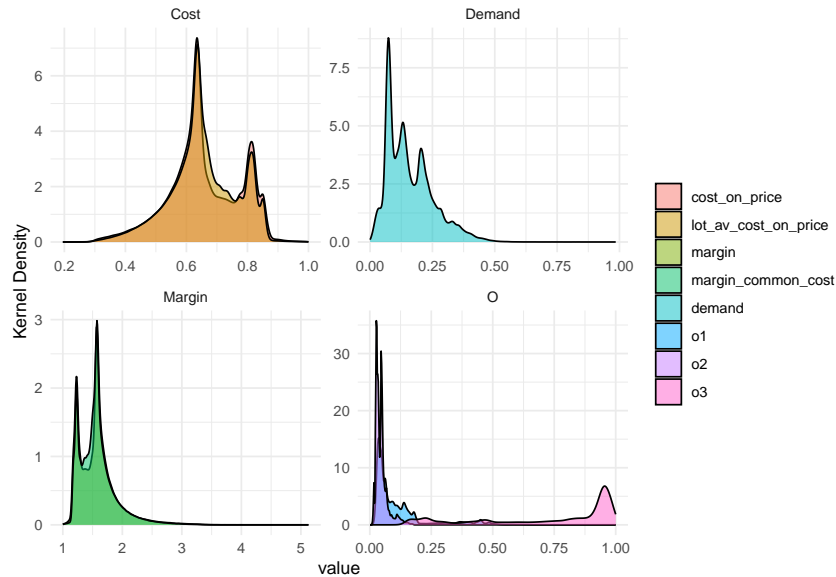 Cost
Demand
6
4
2
0
0.2 0.4 0.6 0.8 1.0
7.5
5.0
2.5
0.0
0.00 0.25 0.50 0.75 1.00
Margin
O
3
2
1
0
1 2 3 4 5
30
20
10
0
0.00 0.25 0.50 0.75 1.00
Kernel Density
value
cost_on_price
lot_av_cost_on_price
margin
margin_common_cost
demand
o1
o2
o3